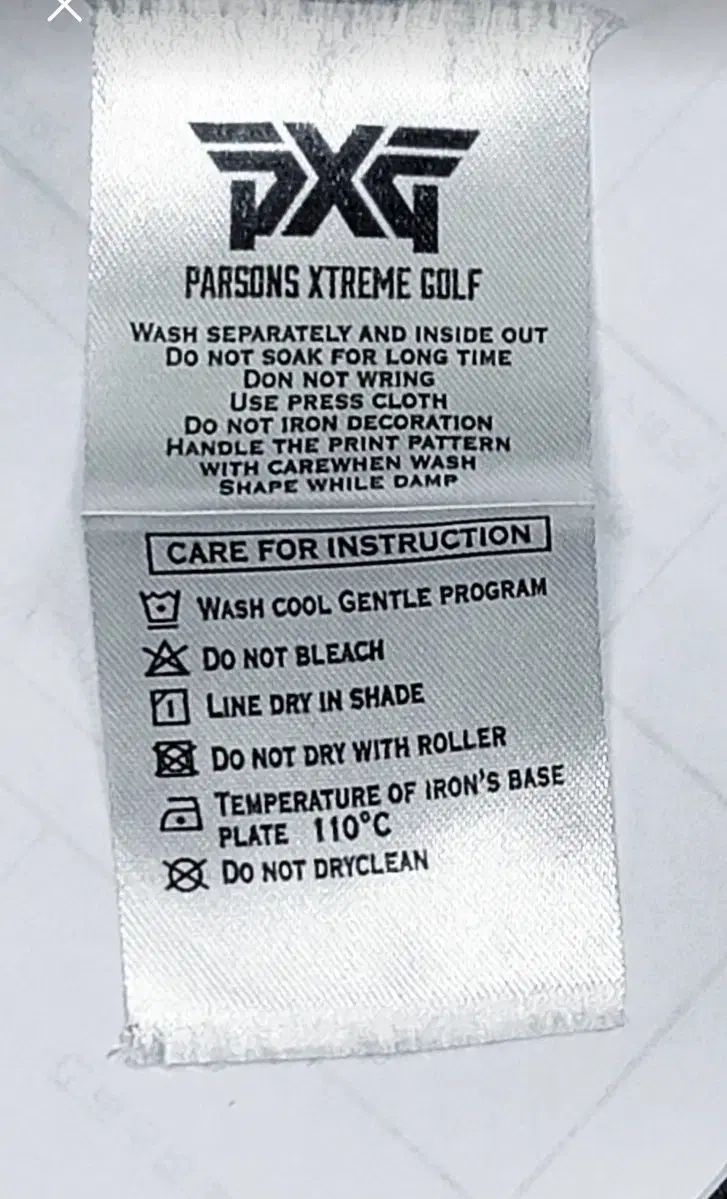 PXG
PARSONS XTREME GOLF
WASH SEPARATELY AND INSIDE OUT
DO NOT SOAK FOR LONG TIME
DON NOT WRING
USE PRESS CLOTH
DO NOT IRON DECORATION
HANDLE THE PRINT PATTERN
WITH CAREWHEN WASH
SHAPE WHILE DAMP
CARE FOR INSTRUCTION
WASH COOL GENTLE PROGRAM
DO NOT BLEACH
LINE DRY IN SHADE
DO NOT DRY WITH ROLLER
TEMPERATURE OF IRON'S BASE
PLATE 110°C
DO NOT DRYCLEAN